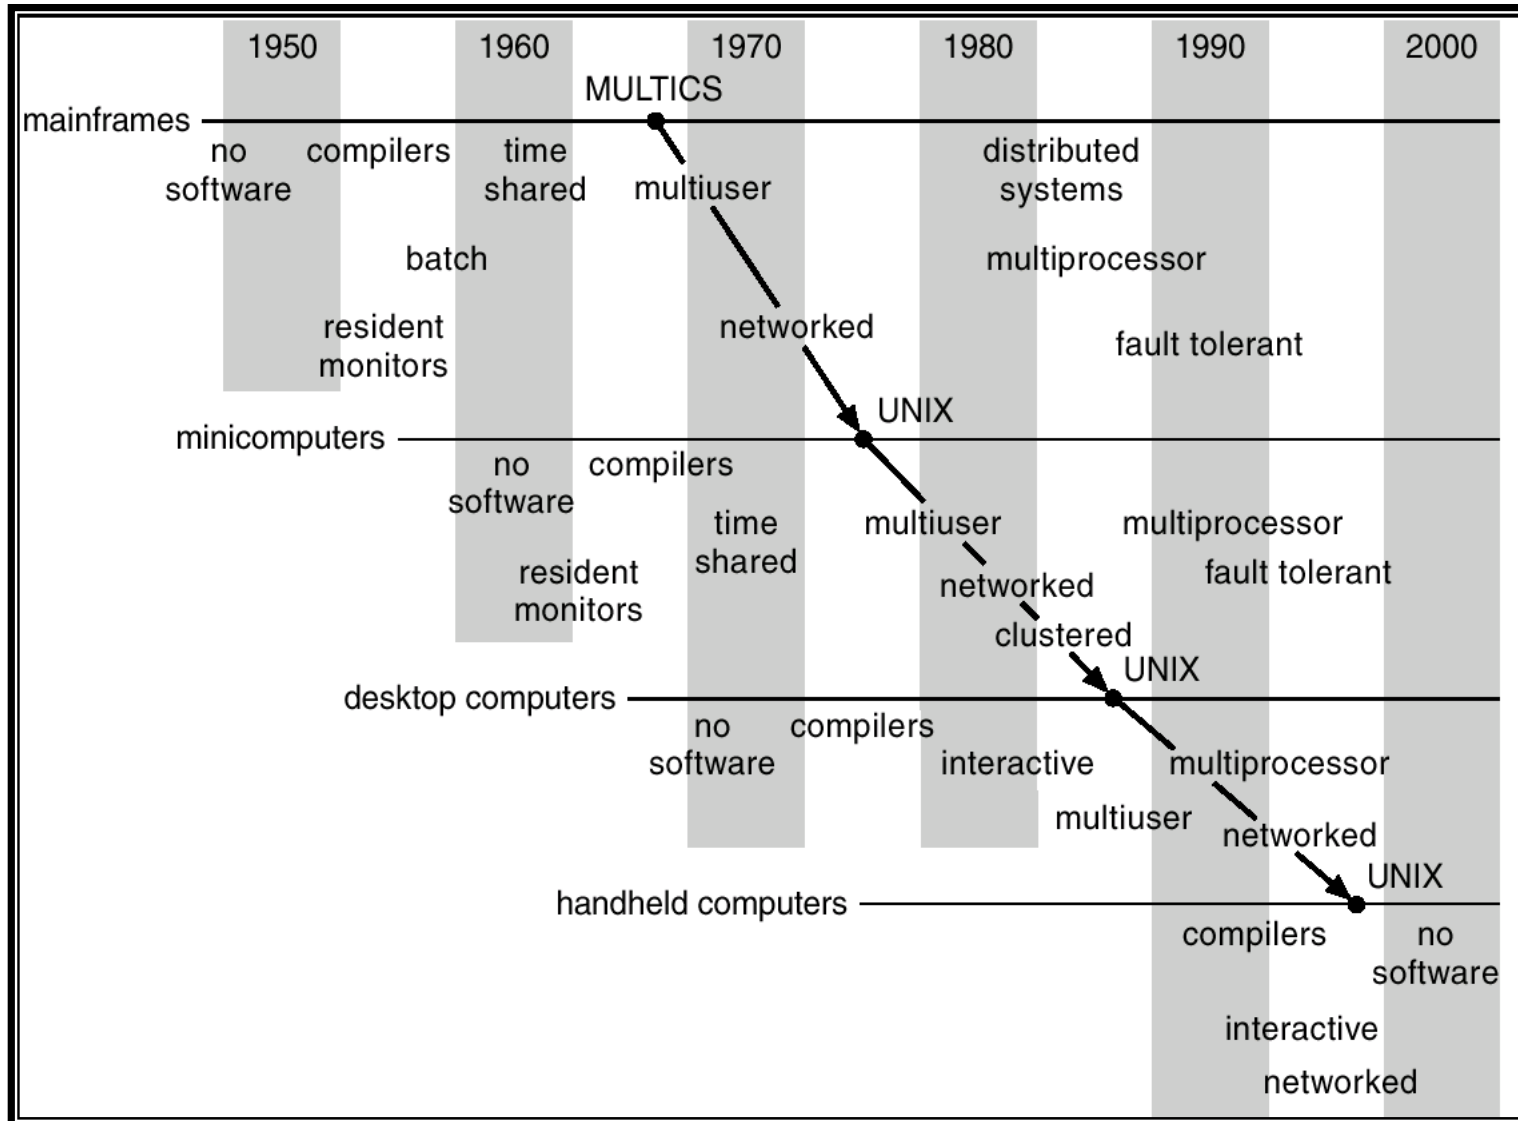 1950 1960 1970 1980 1990 2000
MULTICS
mainframes
no compilers time distributed
software shared multiuser systems
batch multiprocessor
resident networked fault tolerant
monitors
UNIX
minicomputers
no compilers
software
time multiuser multiprocessor
shared
resident networked fault tolerant
monitors
clustered
UNIX
desktop computers
no compilers
software interactive multiprocessor
multiuser
networked
UNIX
handheld computers
compilers no
software
interactive
networked